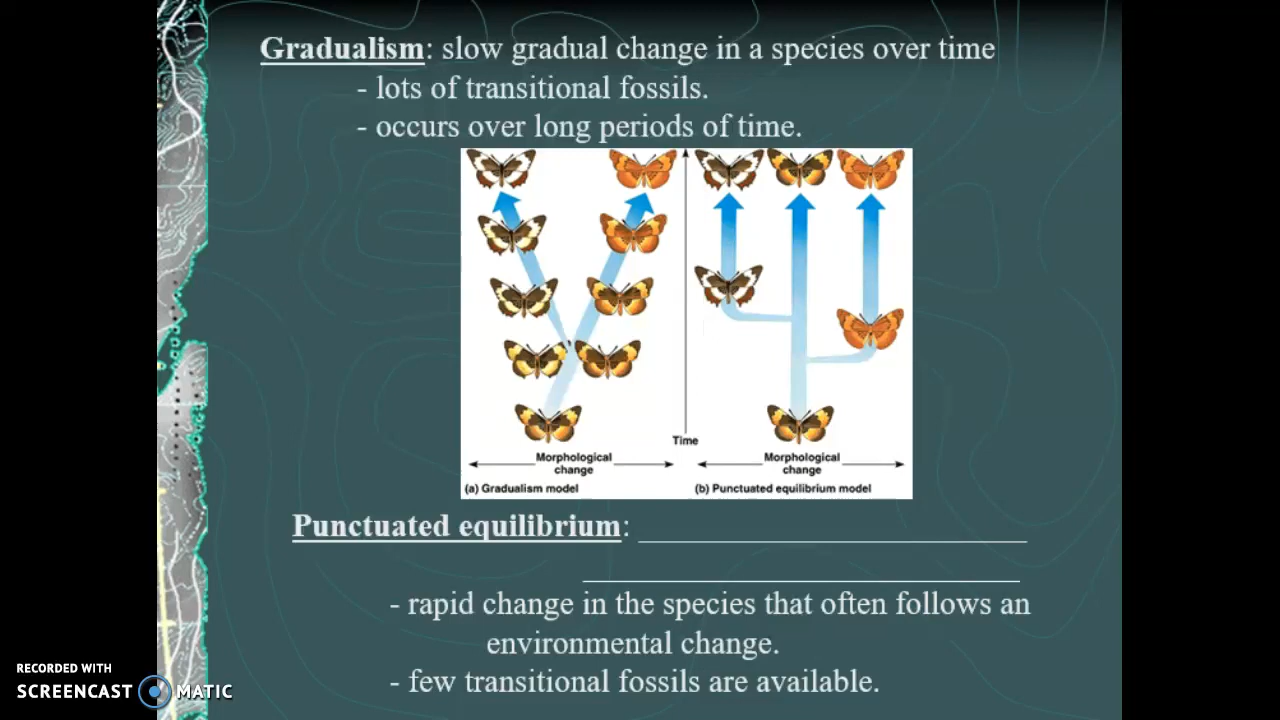 Gradualism: slow gradual change in a species over time
- lots of transitional fossils.
- occurs over long periods of time.
Time
Morphological
change
(a) Gradualism model
Morphological
change
(b) Punctuated equilibrium model
Punctuated equilibrium: ____________________________
____________________________
- rapid change in the species that often follows an
environmental change.
- few transitional fossils are available.
RECORDED WITH
SCREENCAST MATIC